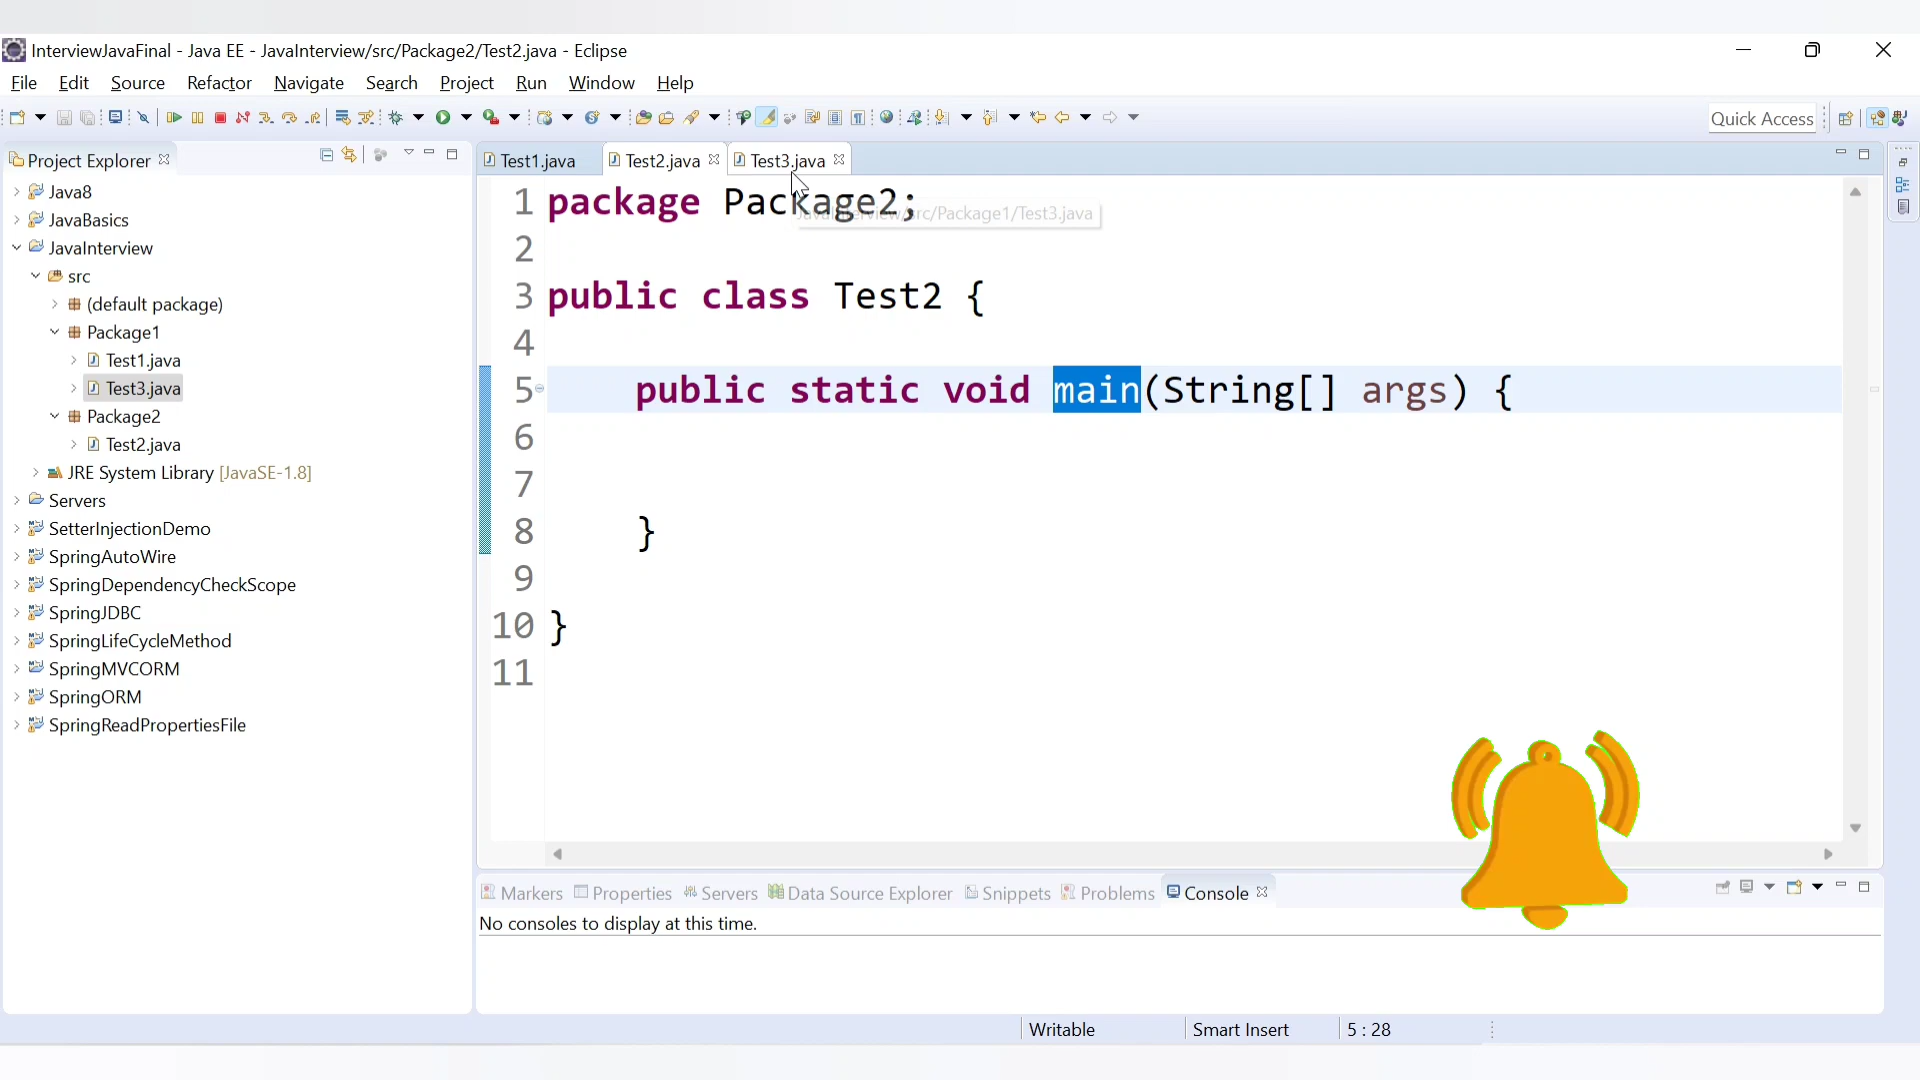 InterviewJavaFinal - Java EE - JavaInterview/src/Package2/Test2.java - Eclipse
File Edit Source Refactor Navigate Search Project Run Window Help
Quick Access
Project Explorer
Java8
JavaBasics
JavaInterview
src
(default package)
Package1
Test1.java
Test3.java
Package2
Test2.java
JRE System Library [JavaSE-1.8]
Servers
SetterInjectionDemo
SpringAutoWire
SpringDependencyCheckScope
SpringJDBC
SpringLifeCycleMethod
SpringMVCORM
SpringORM
SpringReadPropertiesFile
Test1.java Test2.java Test3.java
1 package Package2;
JavaInterview/src/Package1/Test3.java
2
3 public class Test2 {
4
5 public static void main(String[] args) {
6
7
8 }
9
10 }
11
Markers Properties Servers Data Source Explorer Snippets Problems Console
No consoles to display at this time.
Writable Smart Insert 5 : 28